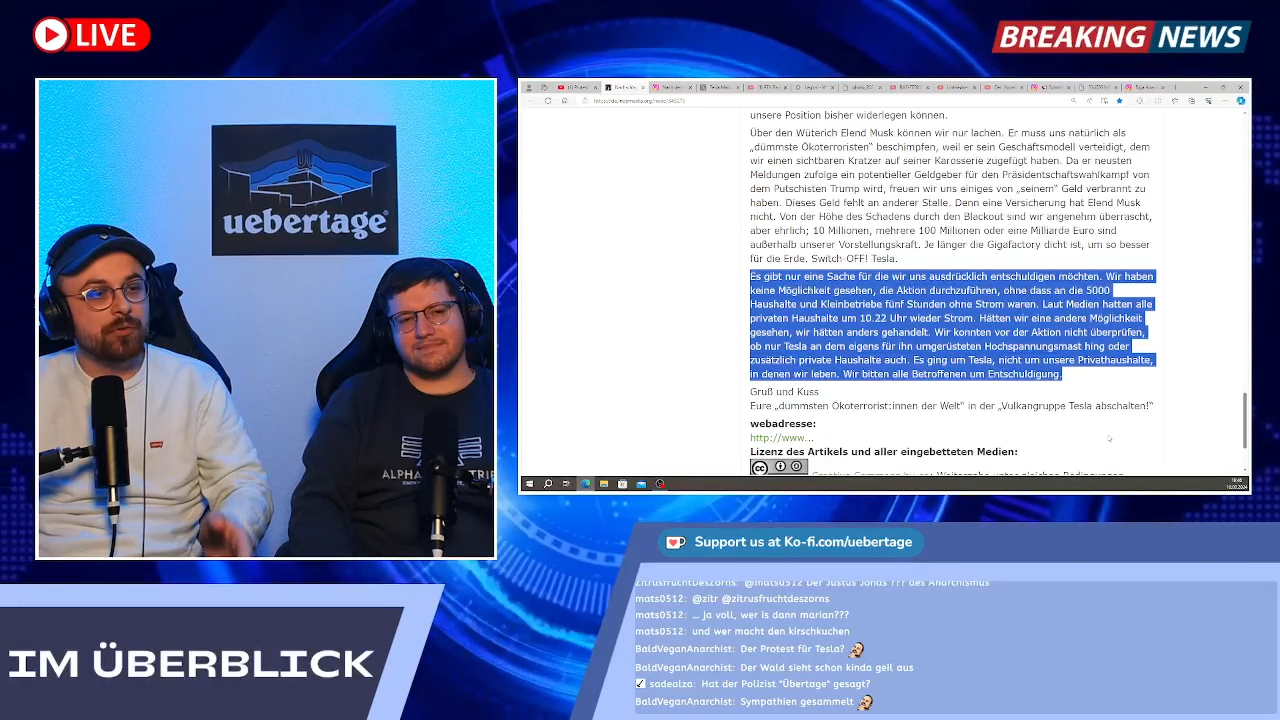 LIVE
BREAKING NEWS
uebertage
unsere Position bisher widerlegen können.
Über den Wüterich Elend Musk können wir nur lachen. Er muss uns natürlich als
„dümmste Ökoterroristen“ beschimpfen, weil er sein Geschäftsmodell verteidigt, dem
wir einen sichtbaren Kratzer auf seiner Karosserie zugefügt haben. Da er neusten
Meldungen zufolge ein potentieller Geldgeber für den Präsidentschaftswahlkampf von
dem Putschisten Trump wird, freuen wir uns einiges von „seinem“ Geld verbrannt zu
haben. Dieses Geld fehlt an anderer Stelle. Denn eine Versicherung hat Elend Musk
nicht. Von der Höhe des Schadens durch den Blackout sind wir angenehm überrascht,
aber ehrlich; 10 Millionen, mehrere 100 Millionen oder eine Milliarde Euro sind
außerhalb unserer Vorstellungskraft. Je länger die Gigafactory dicht ist, um so besser
für die Erde. Switch-OFF! Tesla.
Es gibt nur eine Sache für die wir uns ausdrücklich entschuldigen möchten. Wir haben
keine Möglichkeit gesehen, die Aktion durchzuführen, ohne dass an die 5000
Haushalte und Kleinbetriebe fünf Stunden ohne Strom waren. Laut Medien hatten alle
privaten Haushalte um 10.22 Uhr wieder Strom. Hätten wir eine andere Möglichkeit
gesehen, wir hätten anders gehandelt. Wir konnten vor der Aktion nicht überprüfen,
ob nur Tesla an dem eigens für ihn umgerüsteten Hochspannungsmast hing oder
zusätzlich private Haushalte auch. Es ging um Tesla, nicht um unsere Privathaushalte,
in denen wir leben. Wir bitten alle Betroffenen um Entschuldigung.
Gruß und Kuss
Eure „dümmsten Ökoterrorist:innen der Welt“ in der „Vulkangruppe Tesla abschalten!“
webadresse:
http://www...
Lizenz des Artikels und aller eingebetteten Medien:
ALPHA
Support us at Ko-fi.com/uebertage
zitrusfruchtDesZorns: @mats0512 Der Justus Jonas ??? des Anarchismus
mats0512: @zitr @zitrusfruchtdeszorns
mats0512: ... Ja voll, wer is dann marian???
mats0512: und wer macht den kirschkuchen
BaldVeganAnarchist: Der Protest für Tesla?
BaldVeganAnarchist: Der Wald sieht schon kinda geil aus
sadealza: Hat der Polizist "Übertage" gesagt?
BaldVeganAnarchist: Sympathien gesammelt
IM ÜBERBLICK